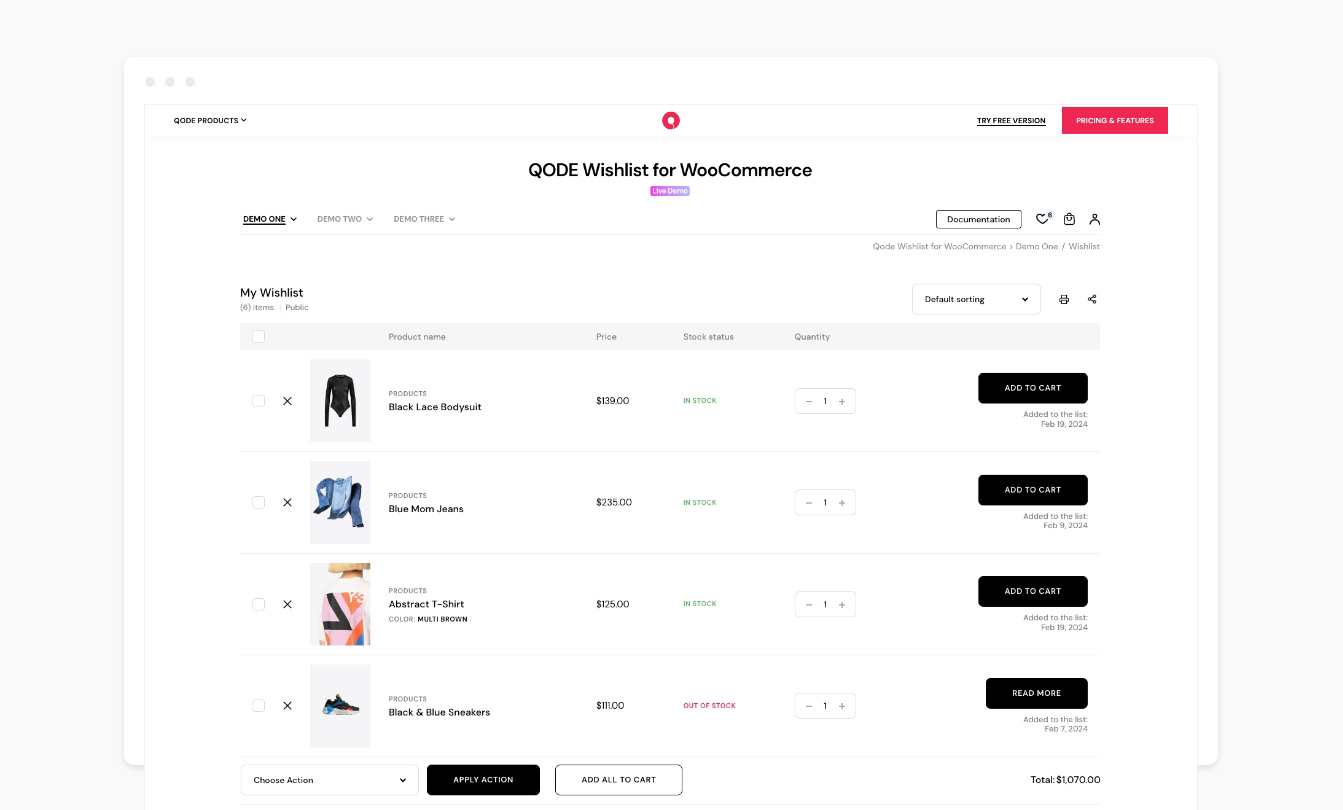 QODE PRODUCTS
TRY FREE VERSION
PRICING & FEATURES
QODE Wishlist for WooCommerce
Live Demo
DEMO ONE
DEMO TWO
DEMO THREE
Documentation
6
Qode Wishlist for WooCommerce › Demo One / Wishlist
My Wishlist
(6) items | Public
Default sorting
Product name
Price
Stock status
Quantity
PRODUCTS
Black Lace Bodysuit
$139.00
IN STOCK
− 1 +
ADD TO CART
Added to the list:
Feb 19, 2024
PRODUCTS
Blue Mom Jeans
$235.00
IN STOCK
− 1 +
ADD TO CART
Added to the list:
Feb 9, 2024
PRODUCTS
Abstract T-Shirt
COLOR: MULTI BROWN
$125.00
IN STOCK
− 1 +
ADD TO CART
Added to the list:
Feb 19, 2024
PRODUCTS
Black & Blue Sneakers
$111.00
OUT OF STOCK
− 1 +
READ MORE
Added to the list:
Feb 7, 2024
Choose Action
APPLY ACTION
ADD ALL TO CART
Total: $1,070.00